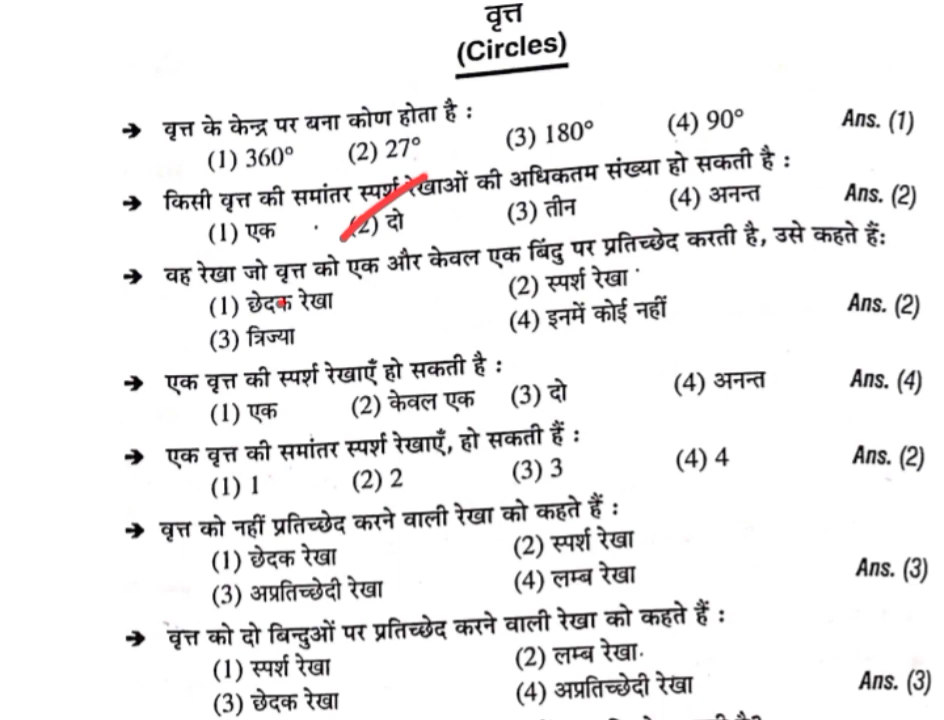 वृत्त
(Circles)
➔ वृत्त के केन्द्र पर बना कोण होता है :
(1) 360° (2) 27° (3) 180° (4) 90° Ans. (1)
➔ किसी वृत्त की समांतर स्पर्श रेखाओं की अधिकतम संख्या हो सकती है :
(1) एक (2) दो (3) तीन (4) अनन्त Ans. (2)
➔ वह रेखा जो वृत्त को एक और केवल एक बिंदु पर प्रतिच्छेद करती है, उसे कहते हैं:
(1) छेदक रेखा (2) स्पर्श रेखा
(3) त्रिज्या (4) इनमें कोई नहीं Ans. (2)
➔ एक वृत्त की स्पर्श रेखाएँ हो सकती है :
(1) एक (2) केवल एक (3) दो (4) अनन्त Ans. (4)
➔ एक वृत्त की समांतर स्पर्श रेखाएँ, हो सकती हैं :
(1) 1 (2) 2 (3) 3 (4) 4 Ans. (2)
➔ वृत्त को नहीं प्रतिच्छेद करने वाली रेखा को कहते हैं :
(1) छेदक रेखा (2) स्पर्श रेखा
(3) अप्रतिच्छेदी रेखा (4) लम्ब रेखा Ans. (3)
➔ वृत्त को दो बिन्दुओं पर प्रतिच्छेद करने वाली रेखा को कहते हैं :
(1) स्पर्श रेखा (2) लम्ब रेखा.
(3) छेदक रेखा (4) अप्रतिच्छेदी रेखा Ans. (3)